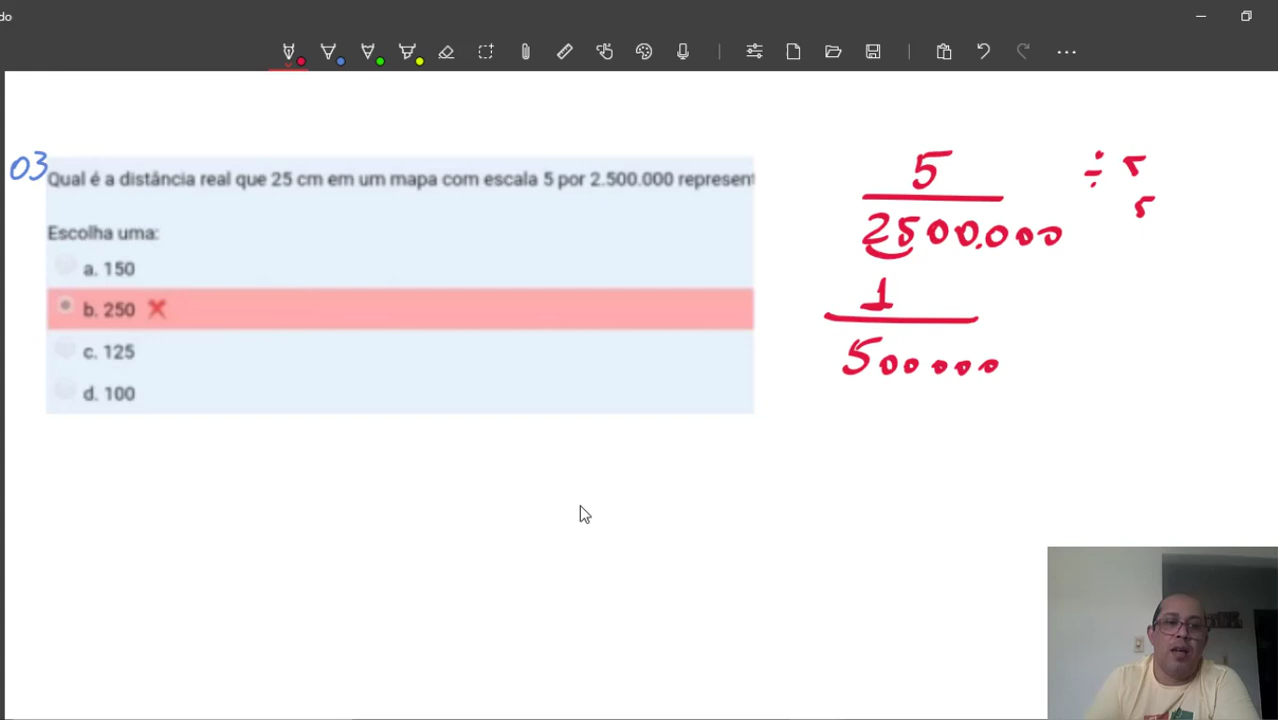 do
03
Qual é a distância real que 25 cm em um mapa com escala 5 por 2.500.000 represent
Escolha uma:
a. 150
b. 250
c. 125
d. 100
5 ÷ 5
2500.000 5
1
500000